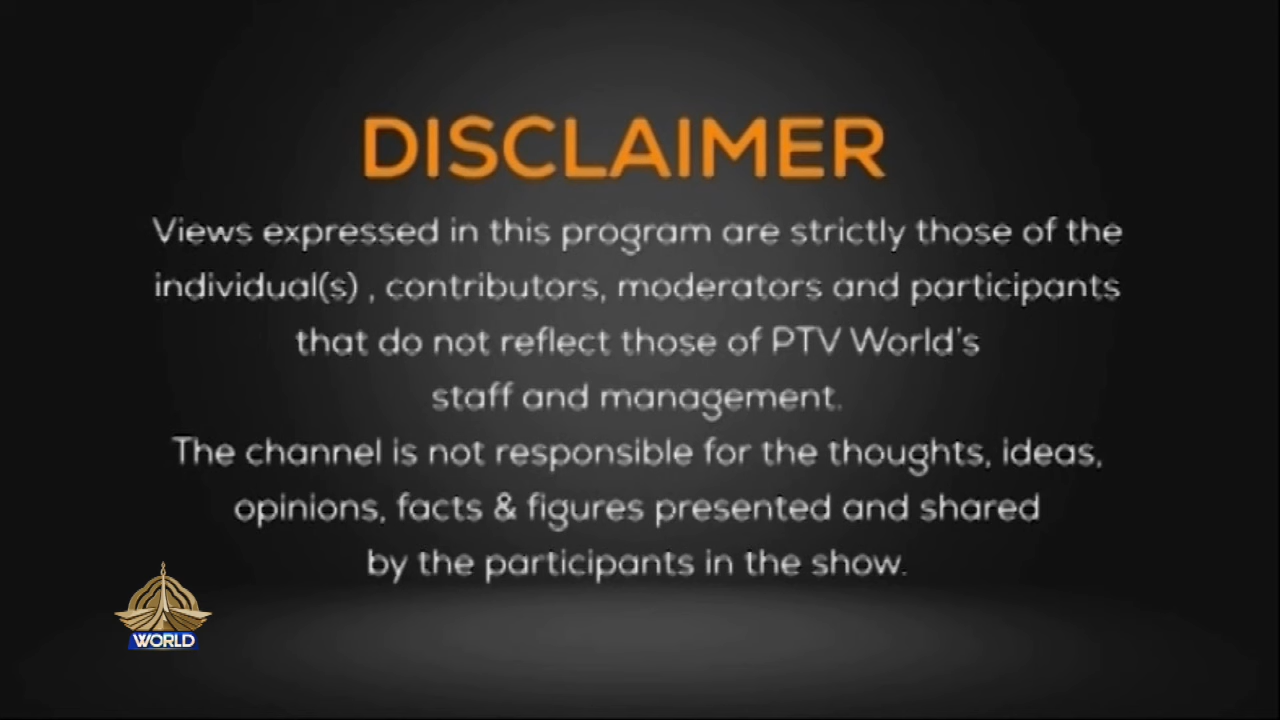 DISCLAIMER
Views expressed in this program are strictly those of the
individual(s) , contributors, moderators and participants
that do not reflect those of PTV World's
staff and management.
The channel is not responsible for the thoughts, ideas,
opinions, facts & figures presented and shared
by the participants in the show.
WORLD